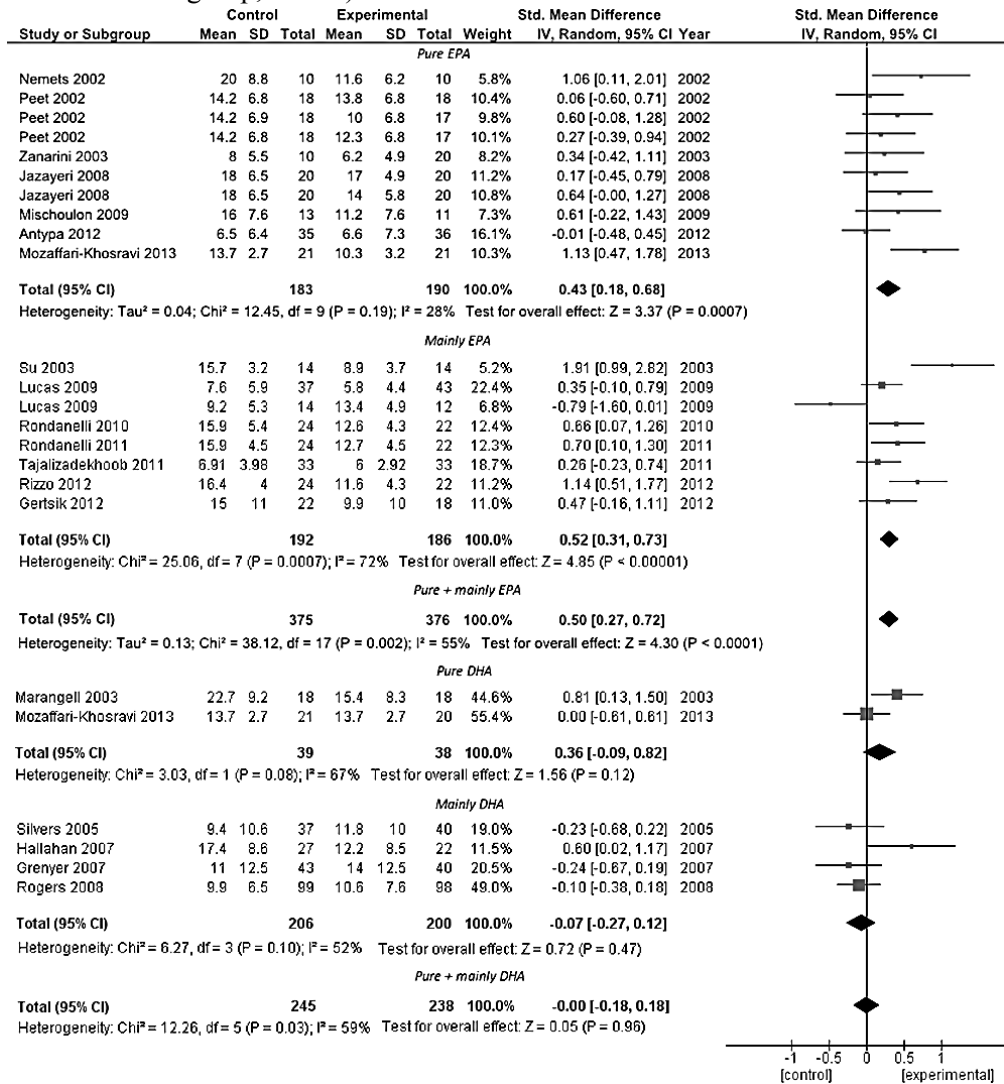 Control Experimental Std. Mean Difference Std. Mean Difference
Study or Subgroup Mean SD Total Mean SD Total Weight IV, Random, 95% CI Year IV, Random, 95% CI
Pure EPA
Nemets 2002 20 8.8 10 11.6 6.2 10 5.8% 1.06 [0.11, 2.01] 2002
Peet 2002 14.2 6.8 18 13.8 6.8 18 10.4% 0.06 [-0.60, 0.71] 2002
Peet 2002 14.2 6.9 18 10 6.8 17 9.8% 0.60 [-0.08, 1.28] 2002
Peet 2002 14.2 6.8 18 12.3 6.8 17 10.1% 0.27 [-0.39, 0.94] 2002
Zanarini 2003 8 5.5 10 6.2 4.9 20 8.2% 0.34 [-0.42, 1.11] 2003
Jazayeri 2008 18 6.5 20 17 4.9 20 11.2% 0.17 [-0.45, 0.79] 2008
Jazayeri 2008 18 6.5 20 14 5.8 20 10.8% 0.64 [-0.00, 1.27] 2008
Mischoulon 2009 16 7.6 13 11.2 7.6 11 7.3% 0.61 [-0.22, 1.43] 2009
Antypa 2012 6.5 6.4 35 6.6 7.3 36 16.1% -0.01 [-0.48, 0.45] 2012
Mozaffari-Khosravi 2013 13.7 2.7 21 10.3 3.2 21 10.3% 1.13 [0.47, 1.78] 2013
Total (95% CI) 183 190 100.0% 0.43 [0.18, 0.68]
Heterogeneity: Tau² = 0.04; Chi² = 12.45, df = 9 (P = 0.19); I² = 28% Test for overall effect: Z = 3.37 (P = 0.0007)
Mainly EPA
Su 2003 15.7 3.2 14 8.9 3.7 14 5.2% 1.91 [0.99, 2.82] 2003
Lucas 2009 7.6 5.9 37 5.8 4.4 43 22.4% 0.35 [-0.10, 0.79] 2009
Lucas 2009 9.2 5.3 14 13.4 4.9 12 6.8% -0.79 [-1.60, 0.01] 2009
Rondanelli 2010 15.9 5.4 24 12.6 4.3 22 12.4% 0.66 [0.07, 1.26] 2010
Rondanelli 2011 15.9 4.5 24 12.7 4.5 22 12.3% 0.70 [0.10, 1.30] 2011
Tajalizadekhoob 2011 6.91 3.98 33 6 2.92 33 18.7% 0.26 [-0.23, 0.74] 2011
Rizzo 2012 16.4 4 24 11.6 4.3 22 11.2% 1.14 [0.51, 1.77] 2012
Gertsik 2012 15 11 22 9.9 10 18 11.0% 0.47 [-0.16, 1.11] 2012
Total (95% CI) 192 186 100.0% 0.52 [0.31, 0.73]
Heterogeneity: Chi² = 25.06, df = 7 (P = 0.0007); I² = 72% Test for overall effect: Z = 4.85 (P < 0.00001)
Pure + mainly EPA
Total (95% CI) 375 376 100.0% 0.50 [0.27, 0.72]
Heterogeneity: Tau² = 0.13; Chi² = 38.12, df = 17 (P = 0.002); I² = 55% Test for overall effect: Z = 4.30 (P < 0.0001)
Pure DHA
Marangell 2003 22.7 9.2 18 15.4 8.3 18 44.6% 0.81 [0.13, 1.50] 2003
Mozaffari-Khosravi 2013 13.7 2.7 21 13.7 2.7 20 55.4% 0.00 [-0.61, 0.61] 2013
Total (95% CI) 39 38 100.0% 0.36 [-0.09, 0.82]
Heterogeneity: Chi² = 3.03, df = 1 (P = 0.08); I² = 67% Test for overall effect: Z = 1.56 (P = 0.12)
Mainly DHA
Silvers 2005 9.4 10.6 37 11.8 10 40 19.0% -0.23 [-0.68, 0.22] 2005
Hallahan 2007 17.4 8.6 27 12.2 8.5 22 11.5% 0.60 [0.02, 1.17] 2007
Grenyer 2007 11 12.5 43 14 12.5 40 20.5% -0.24 [-0.67, 0.19] 2007
Rogers 2008 9.9 6.5 99 10.6 7.6 98 49.0% -0.10 [-0.38, 0.18] 2008
Total (95% CI) 206 200 100.0% -0.07 [-0.27, 0.12]
Heterogeneity: Chi² = 6.27, df = 3 (P = 0.10); I² = 52% Test for overall effect: Z = 0.72 (P = 0.47)
Pure + mainly DHA
Total (95% CI) 245 238 100.0% -0.00 [-0.18, 0.18]
Heterogeneity: Chi² = 12.26, df = 5 (P = 0.03); I² = 59% Test for overall effect: Z = 0.05 (P = 0.96)
-1 -0.5 0 0.5 1
[control] [experimental]